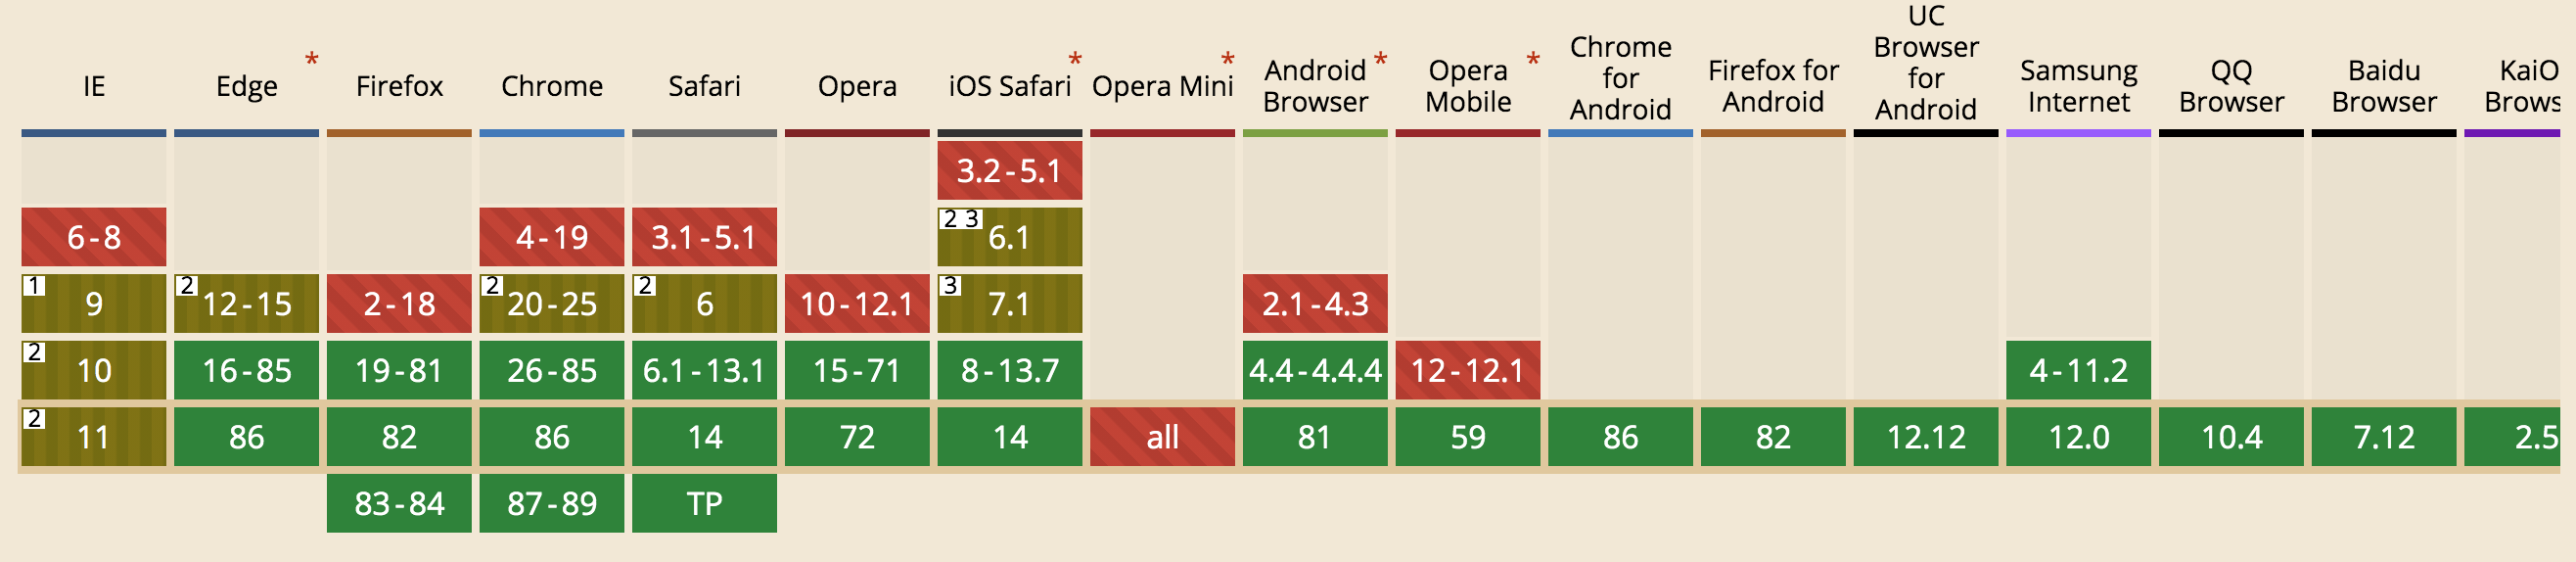 IE
Edge *
Firefox
Chrome
Safari
Opera
iOS Safari *
Opera Mini *
Android *
Browser
Opera *
Mobile
Chrome
for
Android
Firefox for
Android
UC
Browser
for
Android
Samsung
Internet
QQ
Browser
Baidu
Browser
KaiO
Brows
3.2-5.1
6-8
4-19
3.1-5.1
2 3
6.1
1
9
2
12-15
2-18
2
20-25
2
6
10-12.1
3
7.1
2.1-4.3
2
10
16-85
19-81
26-85
6.1-13.1
15-71
8-13.7
4.4-4.4.4
12-12.1
4-11.2
2
11
86
82
86
14
72
14
all
81
59
86
82
12.12
12.0
10.4
7.12
2.5
83-84
87-89
TP